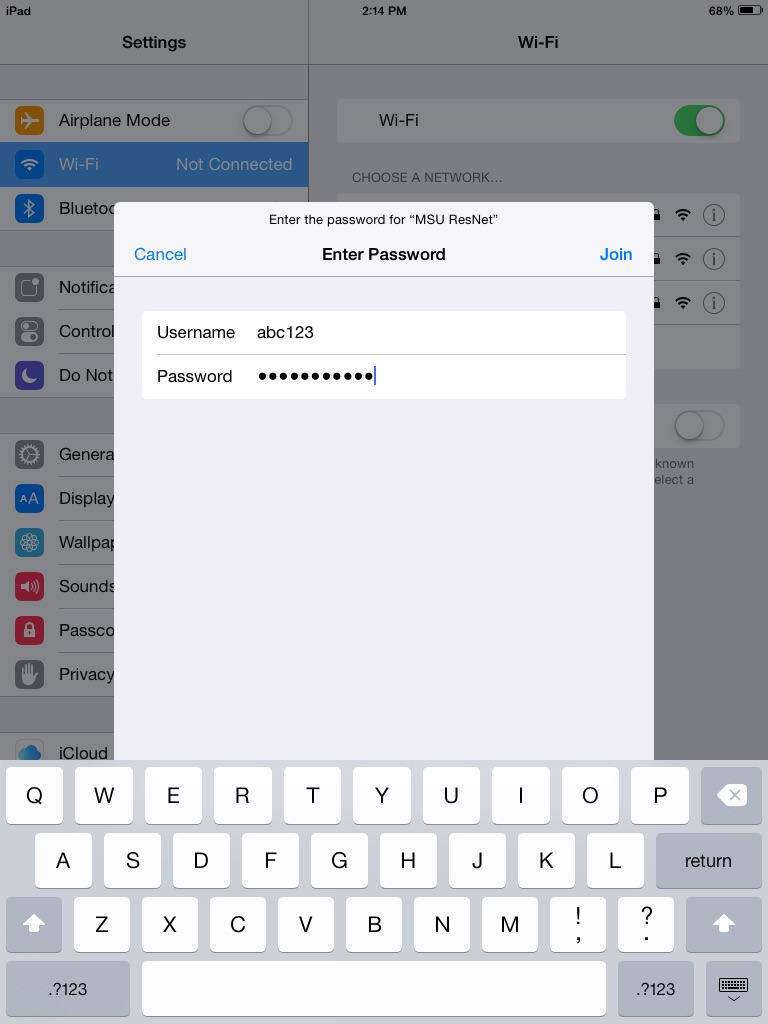 iPad 2:14 PM 68%
Settings
Wi-Fi
Airplane Mode
Wi-Fi Not Connected
Bluetoo
Notifica
Control
Do Not
Genera
Display
AA
Wallpap
Sounds
Passco
Privacy
iCloud
Wi-Fi
CHOOSE A NETWORK...
known
elect a
Enter the password for “MSU ResNet”
Cancel Enter Password Join
Username abc123
Password ●●●●●●●●●●●
Q W E R T Y U I O P
A S D F G H J K L return
Z X C V B N M ! , ? .
.?123 .?123